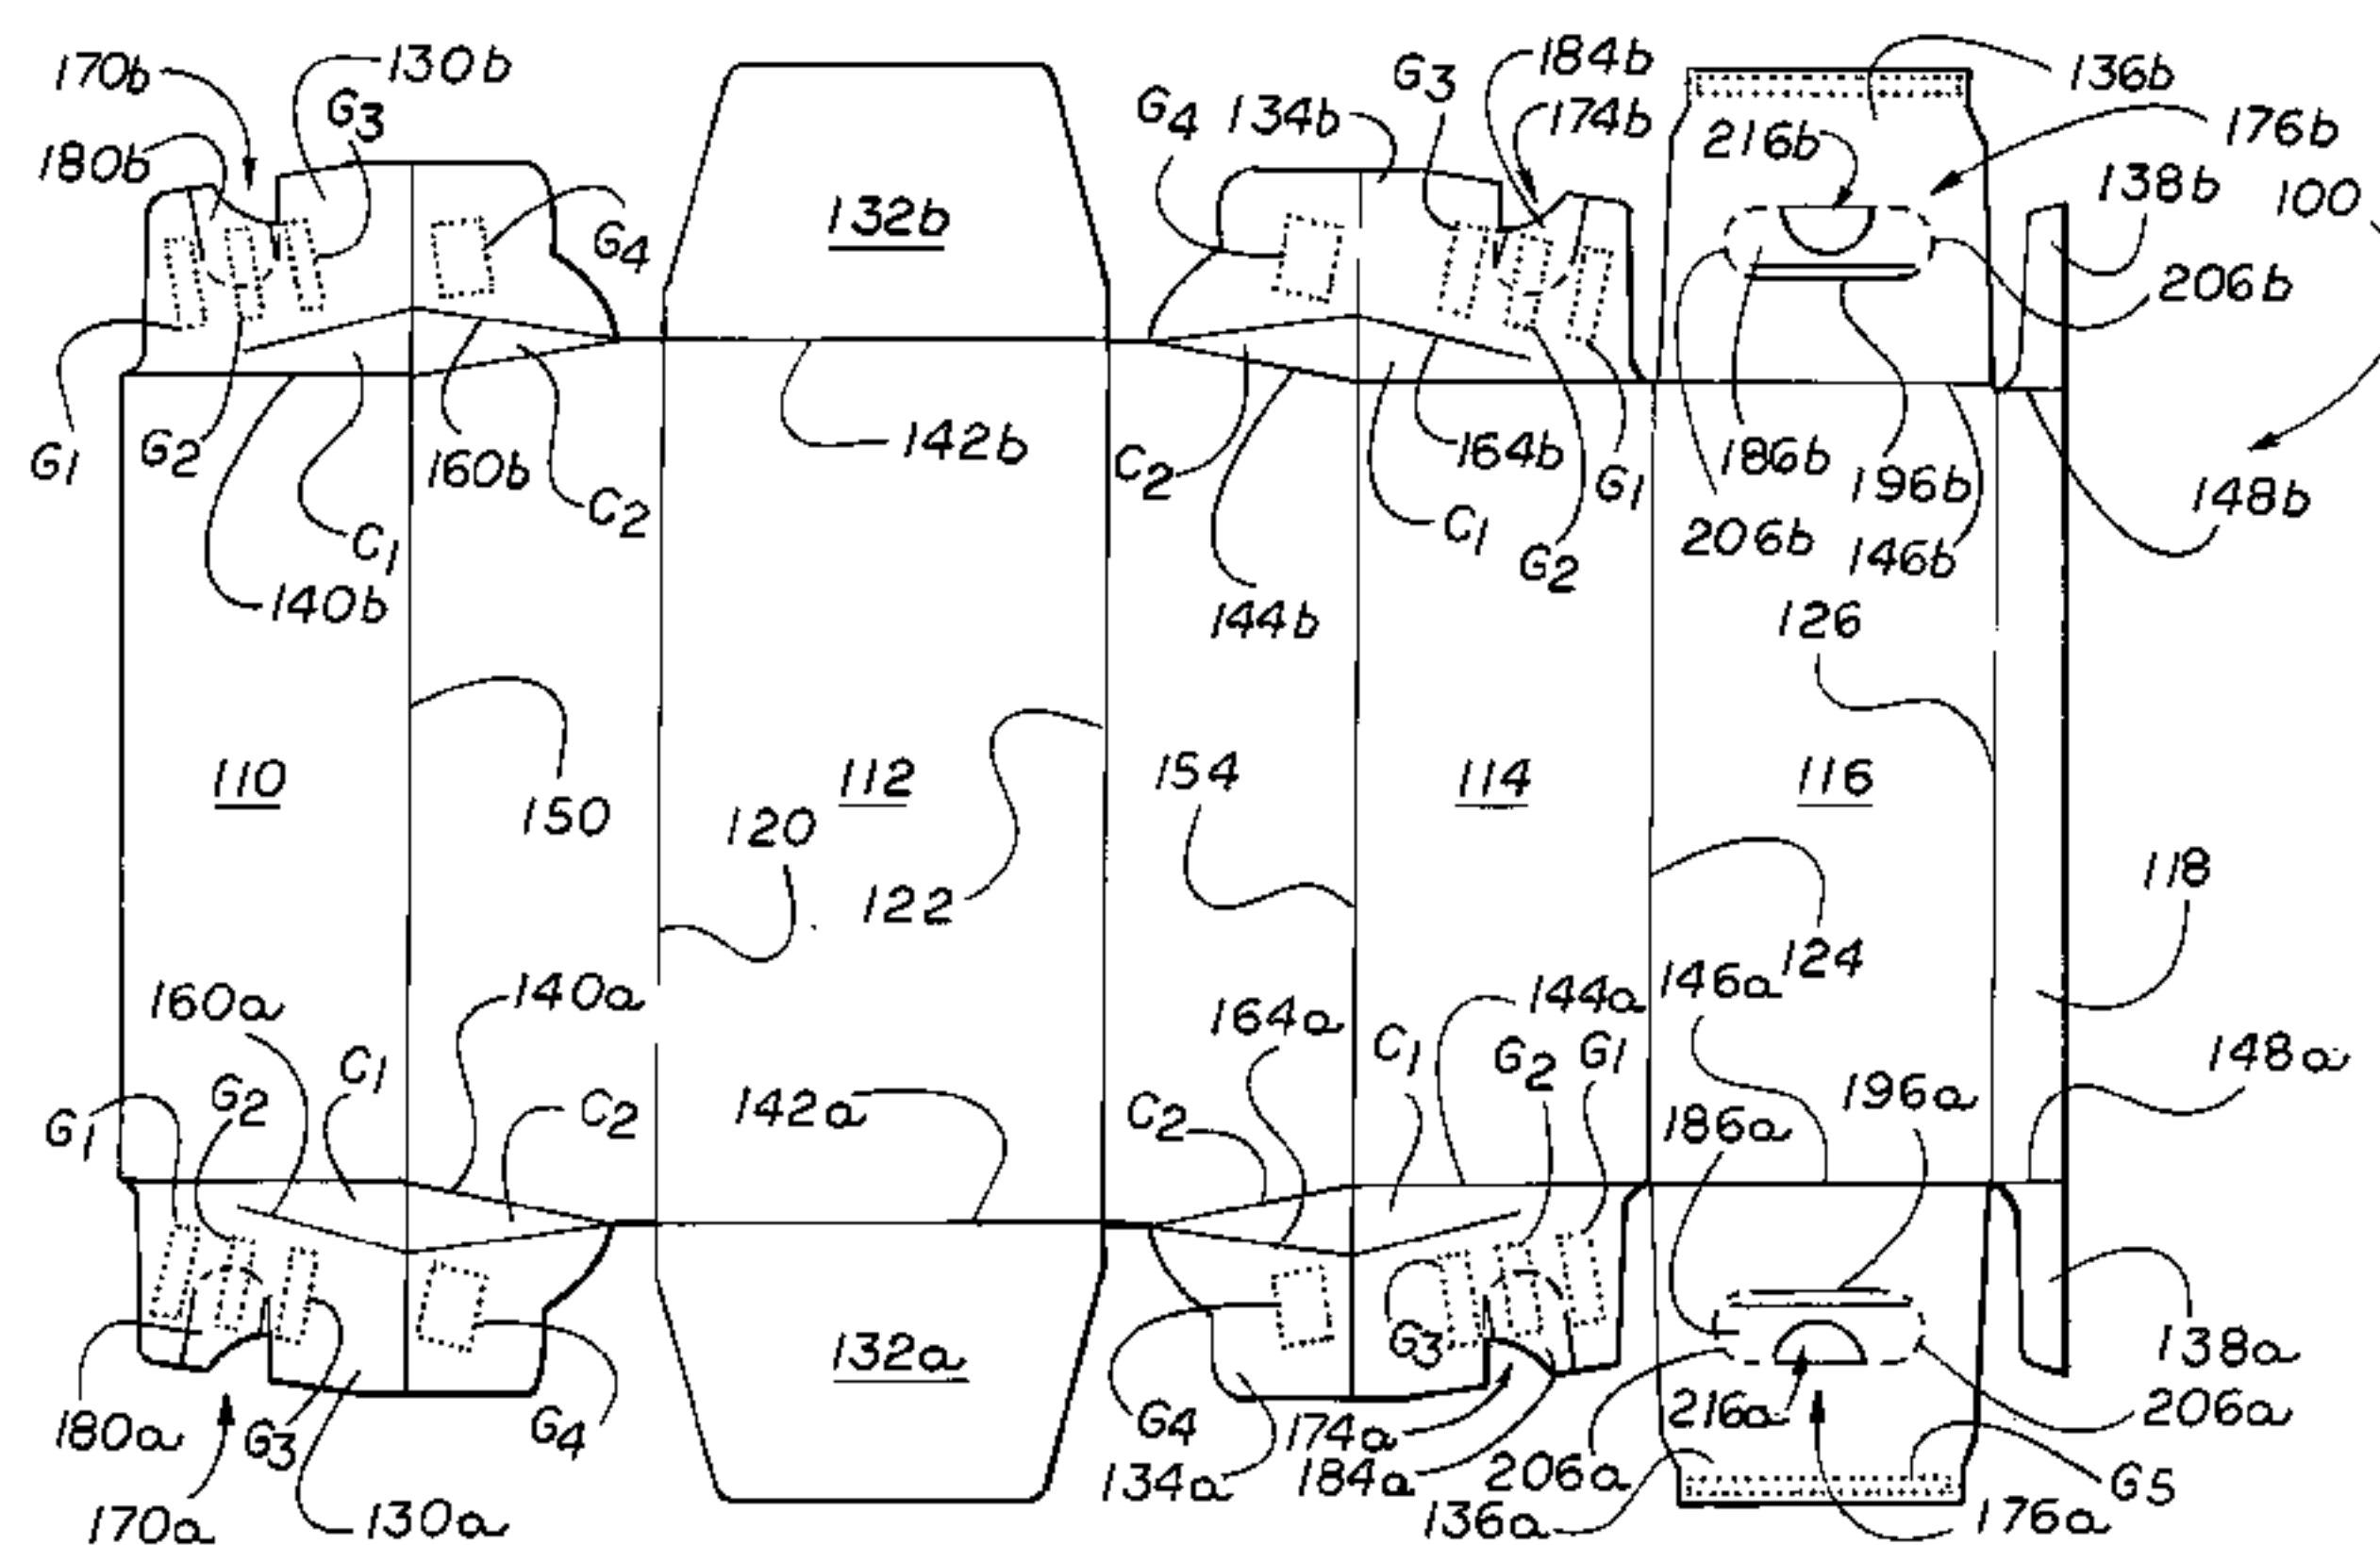 170b 130b G3 180b
132b
G4 G3 134b 184b 174b
136b 216b 176b 138b 100
G4
206b
G1 G2 C1 160b C2 140b
142b
C2 144b C1 164b G2 G1
186b 206b 196b 146b 148b
126
110 150 120 112 122 154 114 116 124 118
160a 140a
G1 G2 C1 C2
142a
C2 164a C1 144a G2 G1
146a 186a 196a 148a
180a G3 G4 170a 130a
132a
G4 G3 134a 174a 184a
206a 216a 138a 206a
136a G5 176a